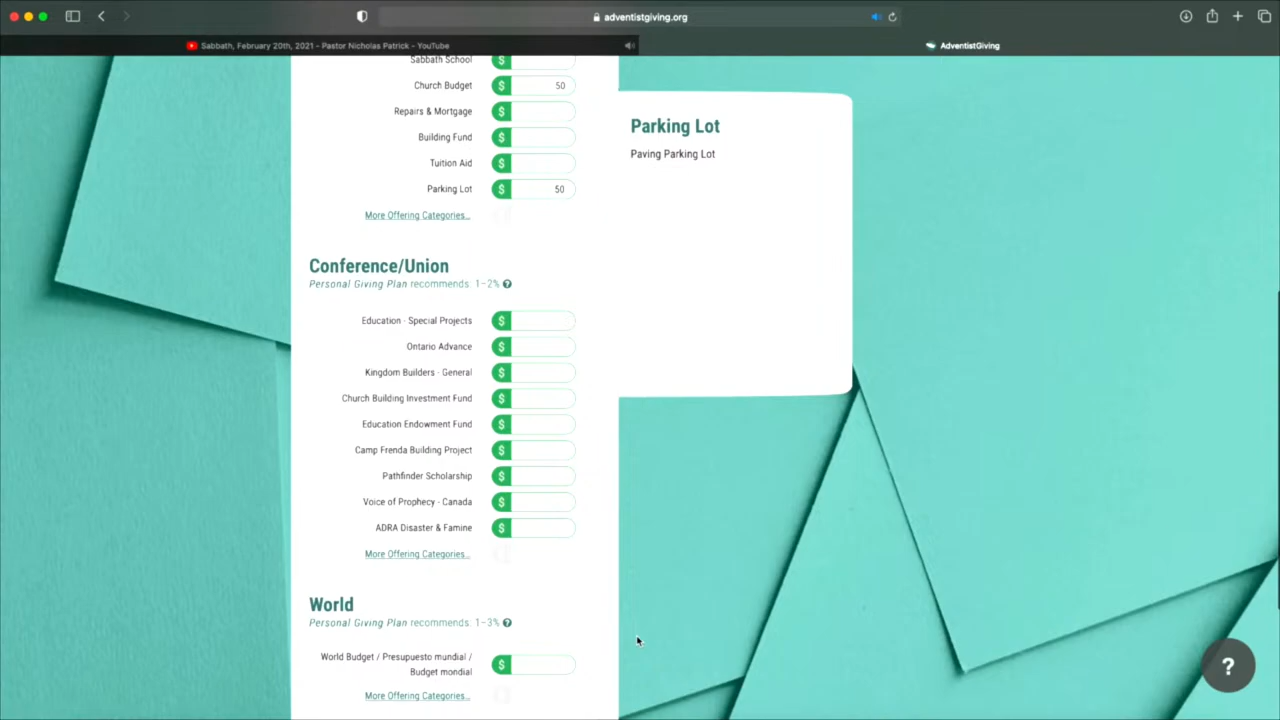 adventistgiving.org
Sabbath, February 20th, 2021 - Pastor Nicholas Patrick - YouTube
AdventistGiving
Sabbath School
$
Church Budget
$ 50
Repairs & Mortgage
$
Building Fund
$
Tuition Aid
$
Parking Lot
$ 50
More Offering Categories...
Parking Lot
Paving Parking Lot
Conference/Union
Personal Giving Plan recommends: 1-2% ?
Education - Special Projects
$
Ontario Advance
$
Kingdom Builders - General
$
Church Building Investment Fund
$
Education Endowment Fund
$
Camp Frenda Building Project
$
Pathfinder Scholarship
$
Voice of Prophecy - Canada
$
ADRA Disaster & Famine
$
More Offering Categories...
World
Personal Giving Plan recommends: 1-3% ?
World Budget / Presupuesto mundial /
Budget mondial
$
More Offering Categories...
?